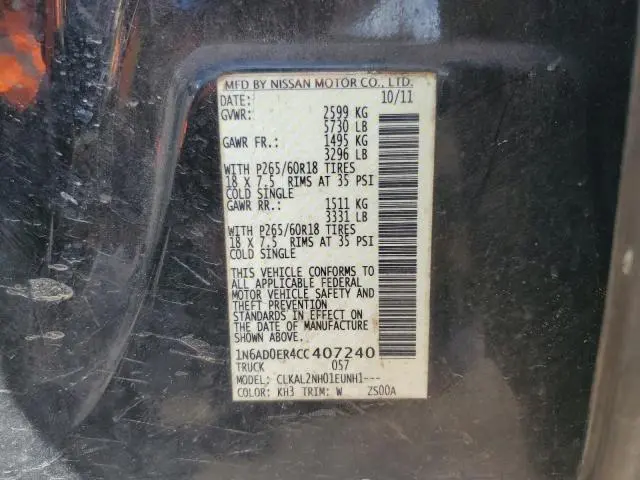 MFD BY NISSAN MOTOR CO., LTD.
DATE: 10/11
GVWR: 2599 KG
5730 LB
GAWR FR.: 1495 KG
3296 LB
WITH P265/60R18 TIRES
18 X 7.5 RIMS AT 35 PSI
COLD SINGLE
GAWR RR.: 1511 KG
3331 LB
WITH P265/60R18 TIRES
18 X 7.5 RIMS AT 35 PSI
COLD SINGLE
THIS VEHICLE CONFORMS TO
ALL APPLICABLE FEDERAL
MOTOR VEHICLE SAFETY AND
THEFT PREVENTION
STANDARDS IN EFFECT ON
THE DATE OF MANUFACTURE
SHOWN ABOVE.
1N6AD0ER4CC407240
TRUCK 057
MODEL: CLKAL2NH01EUNH1---
COLOR: KH3 TRIM: W ZS00A